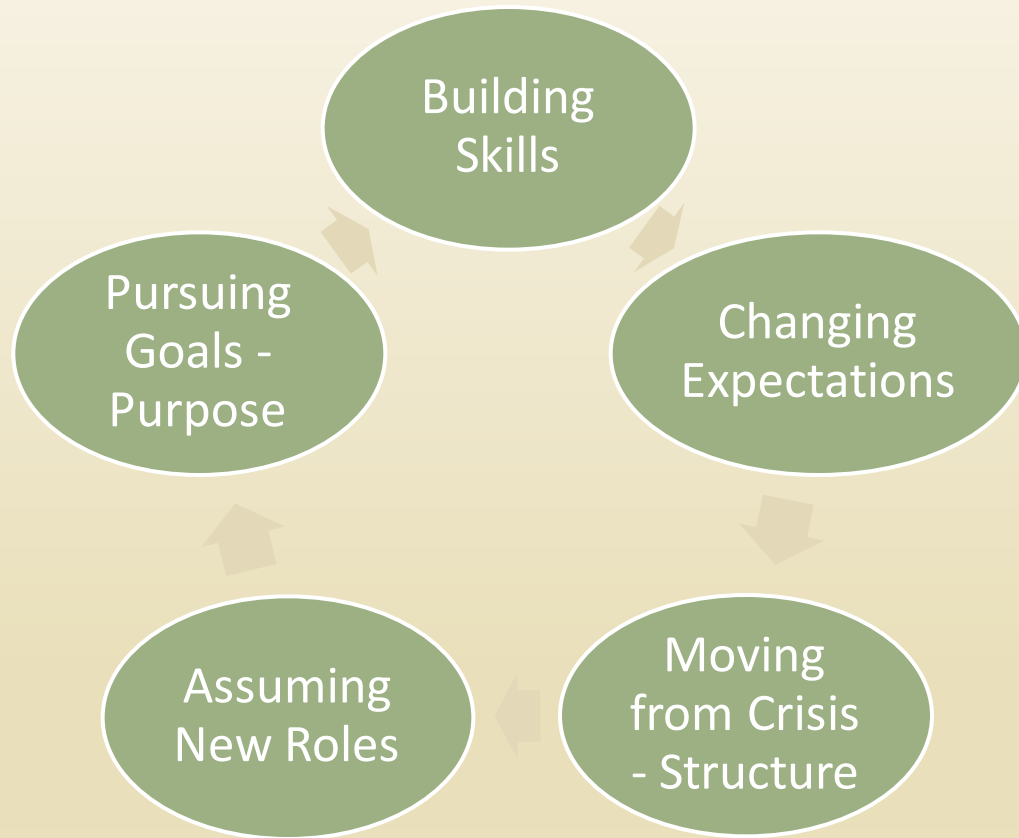 Building
Skills
Changing
Expectations
Moving
from Crisis
- Structure
Assuming
New Roles
Pursuing
Goals -
Purpose